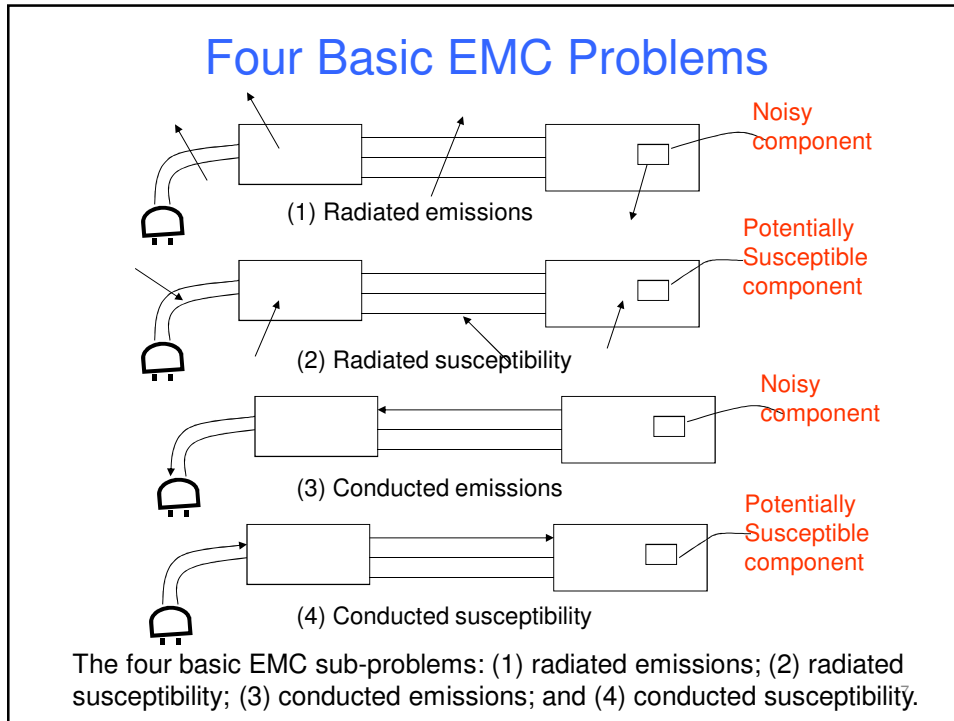 Four Basic EMC Problems
Noisy
component
(1) Radiated emissions
Potentially
Susceptible
component
(2) Radiated susceptibility
Noisy
component
(3) Conducted emissions
Potentially
Susceptible
component
(4) Conducted susceptibility
The four basic EMC sub-problems: (1) radiated emissions; (2) radiated
susceptibility; (3) conducted emissions; and (4) conducted susceptibility.
7